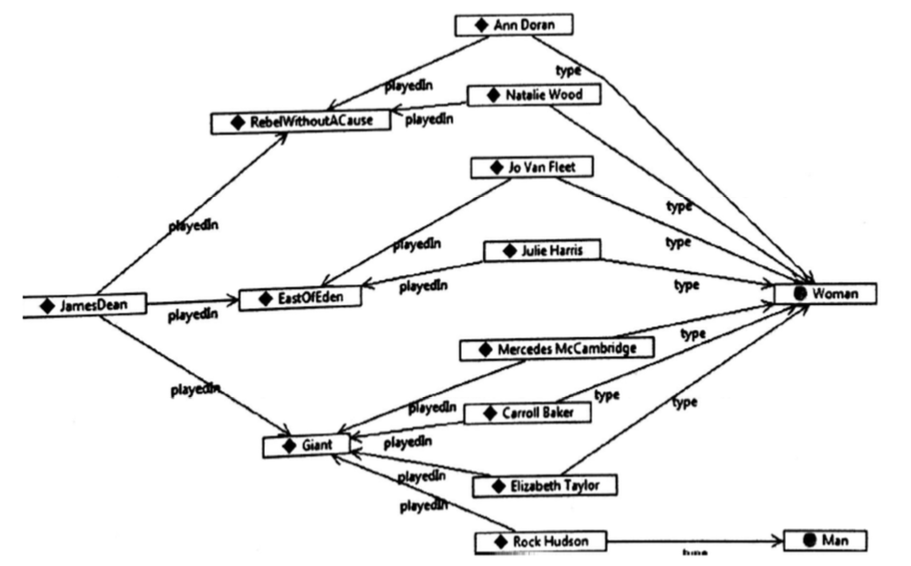 Ann Doran
type
playedIn
Natalie Wood
RebelWithoutACause
playedIn
Jo Van Fleet
type
playedIn
type
playedIn
Julie Harris
type
playedIn
EastOfEden
Woman
JamesDean
playedIn
type
Mercedes McCambridge
playedIn
type
type
playedIn
Carroll Baker
playedIn
Giant
playedIn
Elizabeth Taylor
playedIn
Rock Hudson
Man
type